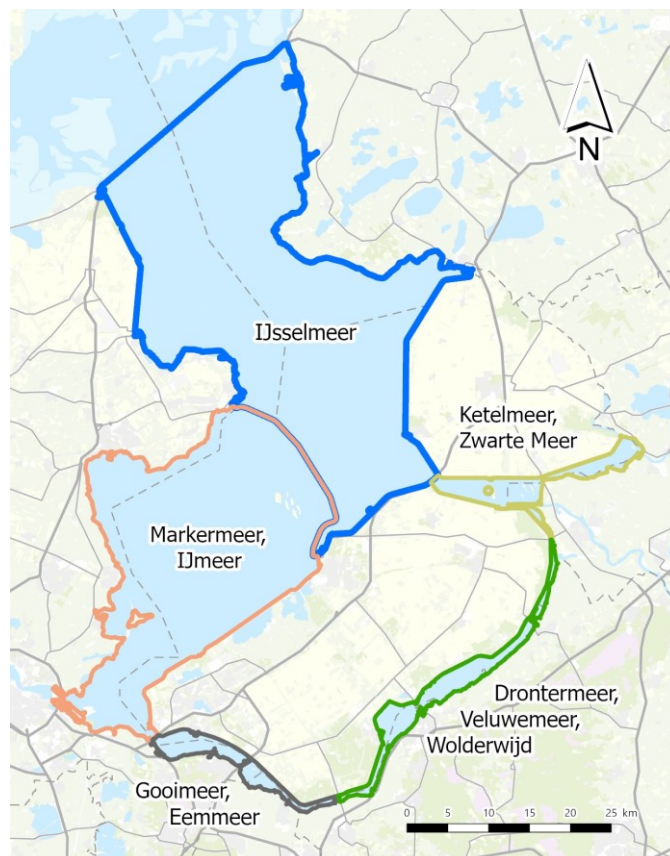 N
IJsselmeer
Ketelmeer,
Zwarte Meer
Markermeer,
IJmeer
Drontermeer,
Veluwemeer,
Wolderwijd
Gooimeer,
Eemmeer
0 5 10 15 20 25 km